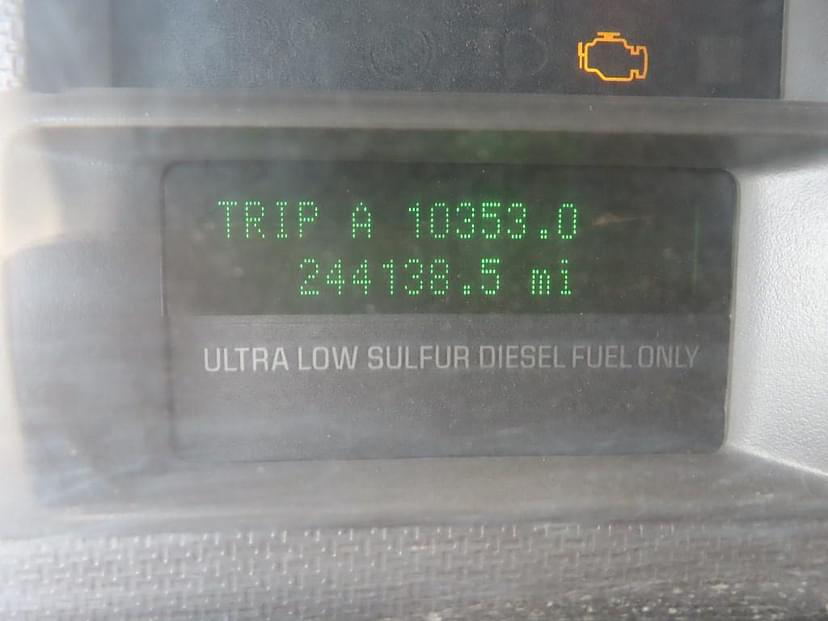 TRIP A 10353.0
244138.5 mi
ULTRA LOW SULFUR DIESEL FUEL ONLY